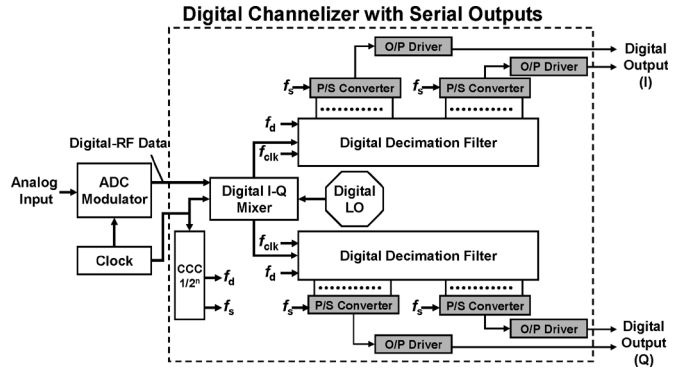 Digital Channelizer with Serial Outputs
O/P Driver
Digital
Output
(I)
O/P Driver
fs
P/S Converter
fs
P/S Converter
............
............
fd
Digital Decimation Filter
fclk
Digital-RF Data
Analog
Input
ADC
Modulator
Digital I-Q
Mixer
Digital
LO
Clock
CCC
1/2ⁿ
fd
fs
fclk
Digital Decimation Filter
fd
............
............
fs
P/S Converter
fs
P/S Converter
O/P Driver
Digital
Output
(Q)
O/P Driver